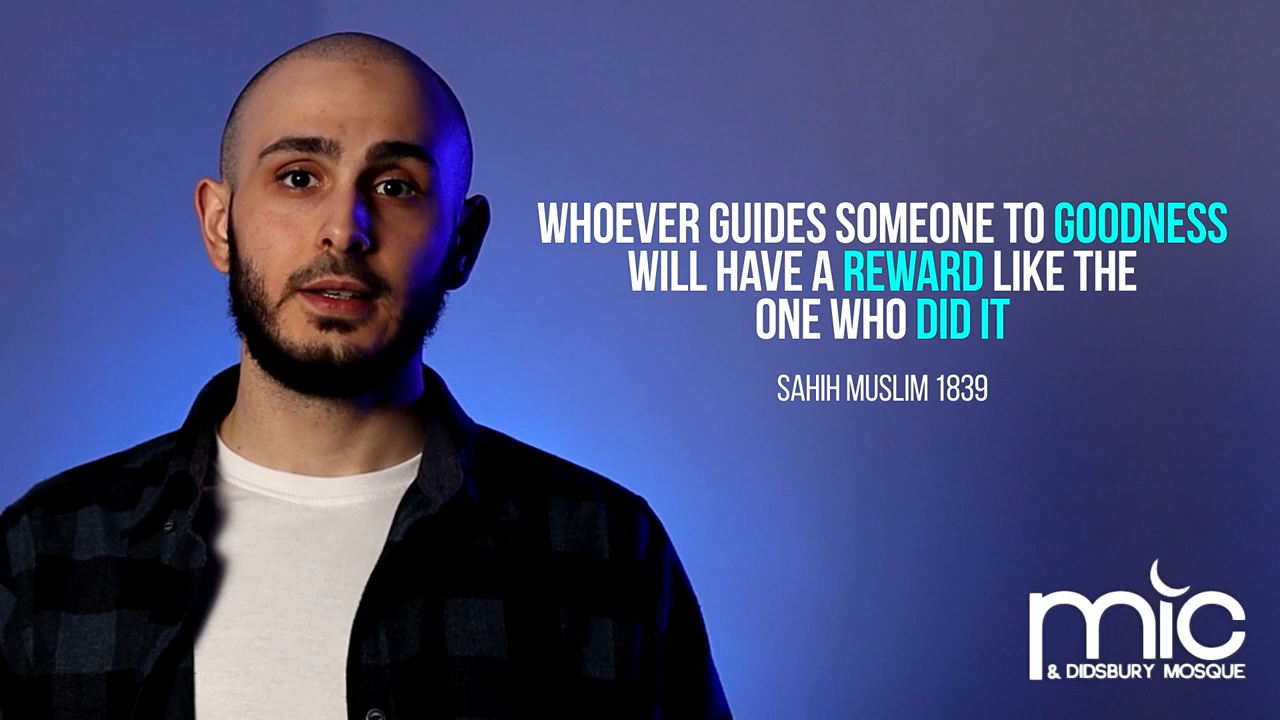 WHOEVER GUIDES SOMEONE TO GOODNESS
WILL HAVE A REWARD LIKE THE
ONE WHO DID IT
SAHIH MUSLIM 1839
mic
& DIDSBURY MOSQUE